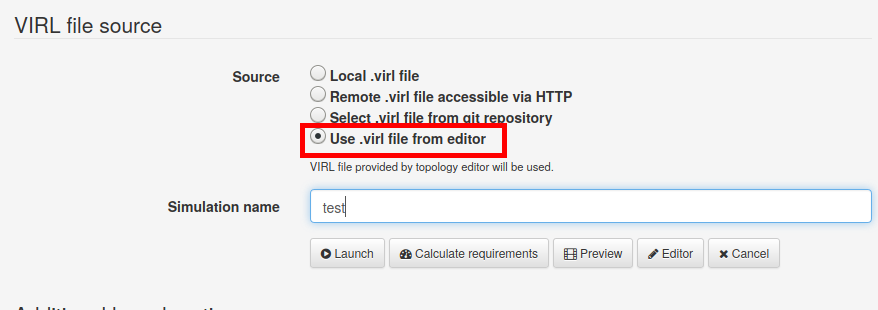 VIRL file source
Source
Local .virl file
Remote .virl file accessible via HTTP
Select .virl file from git repository
Use .virl file from editor
VIRL file provided by topology editor will be used.
Simulation name
test
Launch
Calculate requirements
Preview
Editor
Cancel